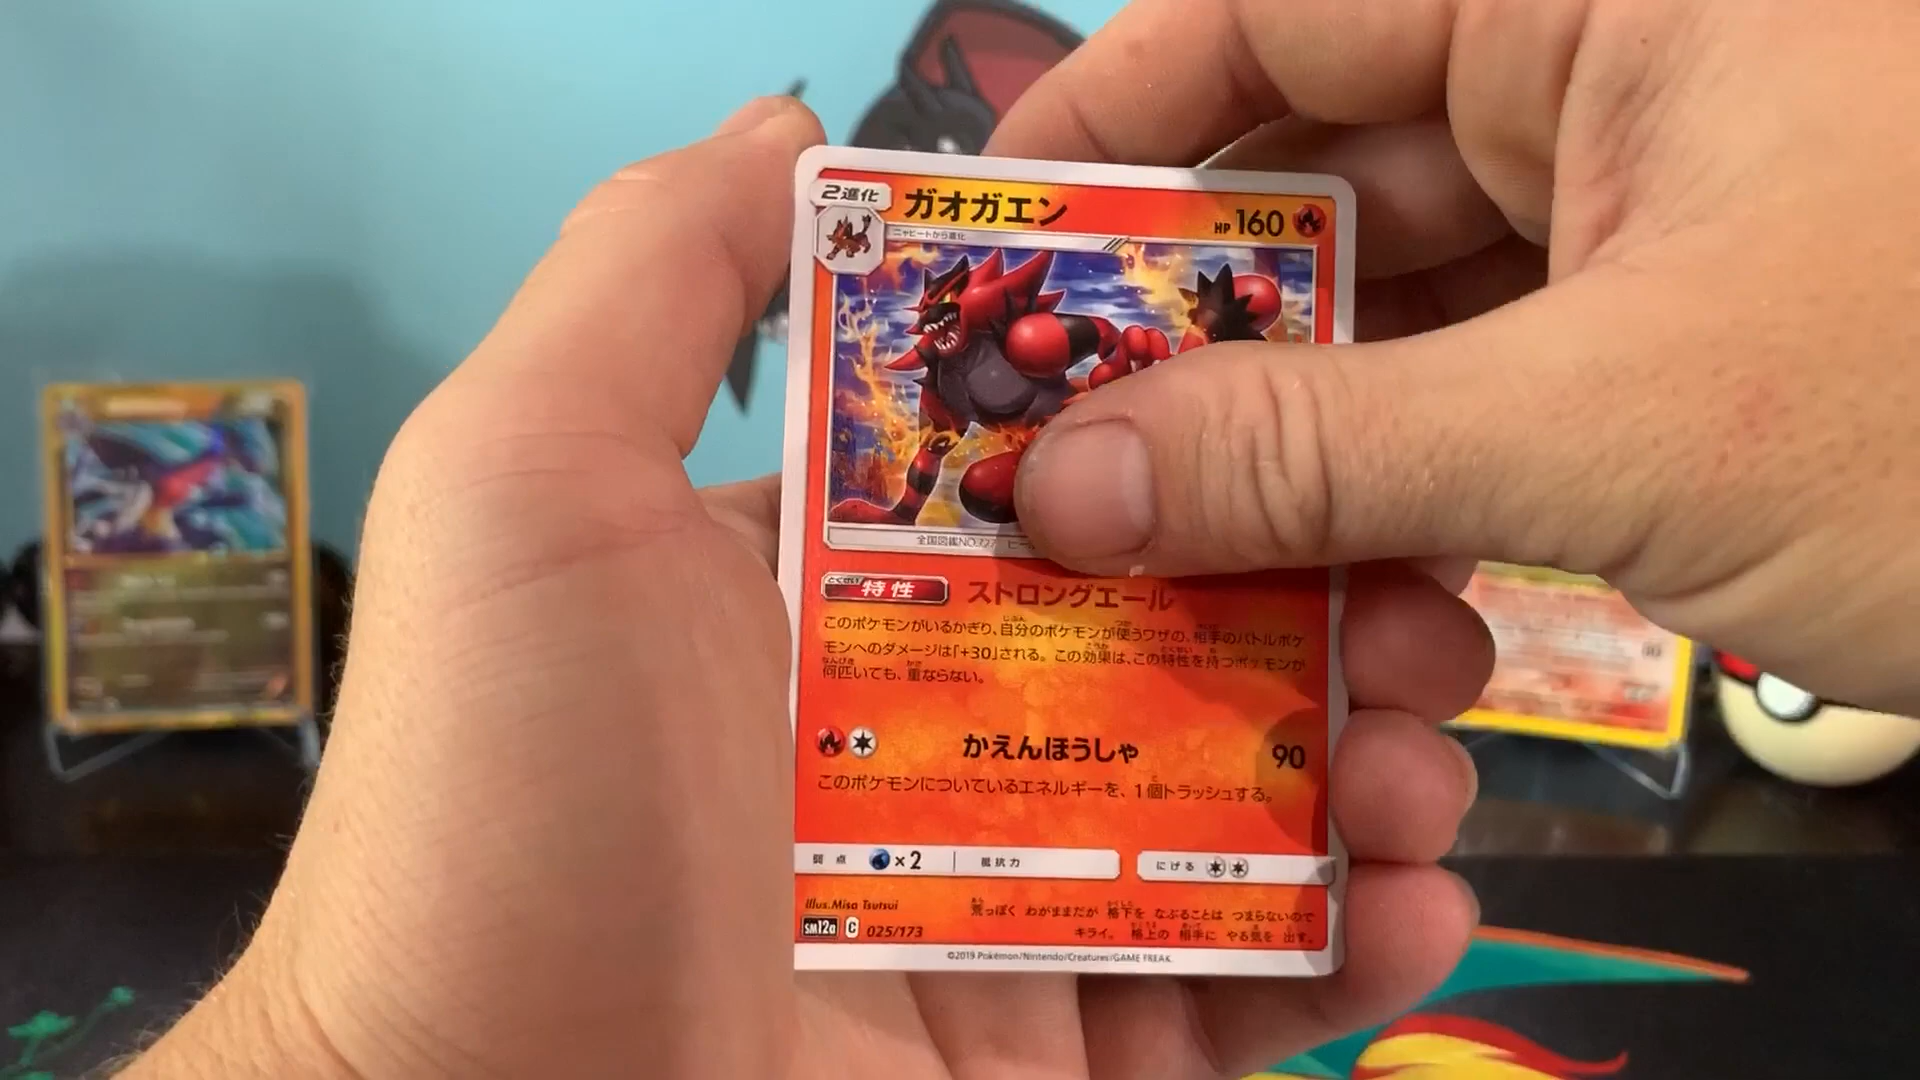 2進化
ガオガエン
HP 160
ニャビートから進化
全国図鑑NO.727 ヒール
とくせい
特性 ストロングエール
このポケモンがいるかぎり、自分のポケモンが使うワザの、相手のバトルポケ
モンへのダメージは「+30」される。この効果は、この特性を持つポケモンが
何匹いても、重ならない。
かえんほうしゃ 90
このポケモンについているエネルギーを、1個トラッシュする。
弱点 ×2 抵抗力 にげる
Illus.Misa Tsutsui
荒っぽく わがままだが 格下を なぶることは つまらないので
キライ。 格上の 相手に やる気を 出す。
SM12a C 025/173
©2019 Pokémon/Nintendo/Creatures/GAME FREAK.